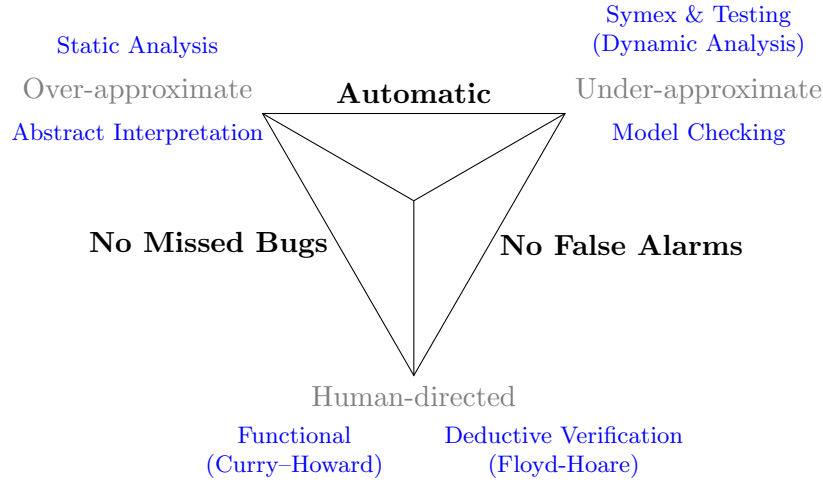 Symex & Testing
(Dynamic Analysis)
Static Analysis
Over-approximate
Under-approximate
Automatic
Abstract Interpretation
Model Checking
No Missed Bugs
No False Alarms
Human-directed
Functional
(Curry–Howard)
Deductive Verification
(Floyd-Hoare)